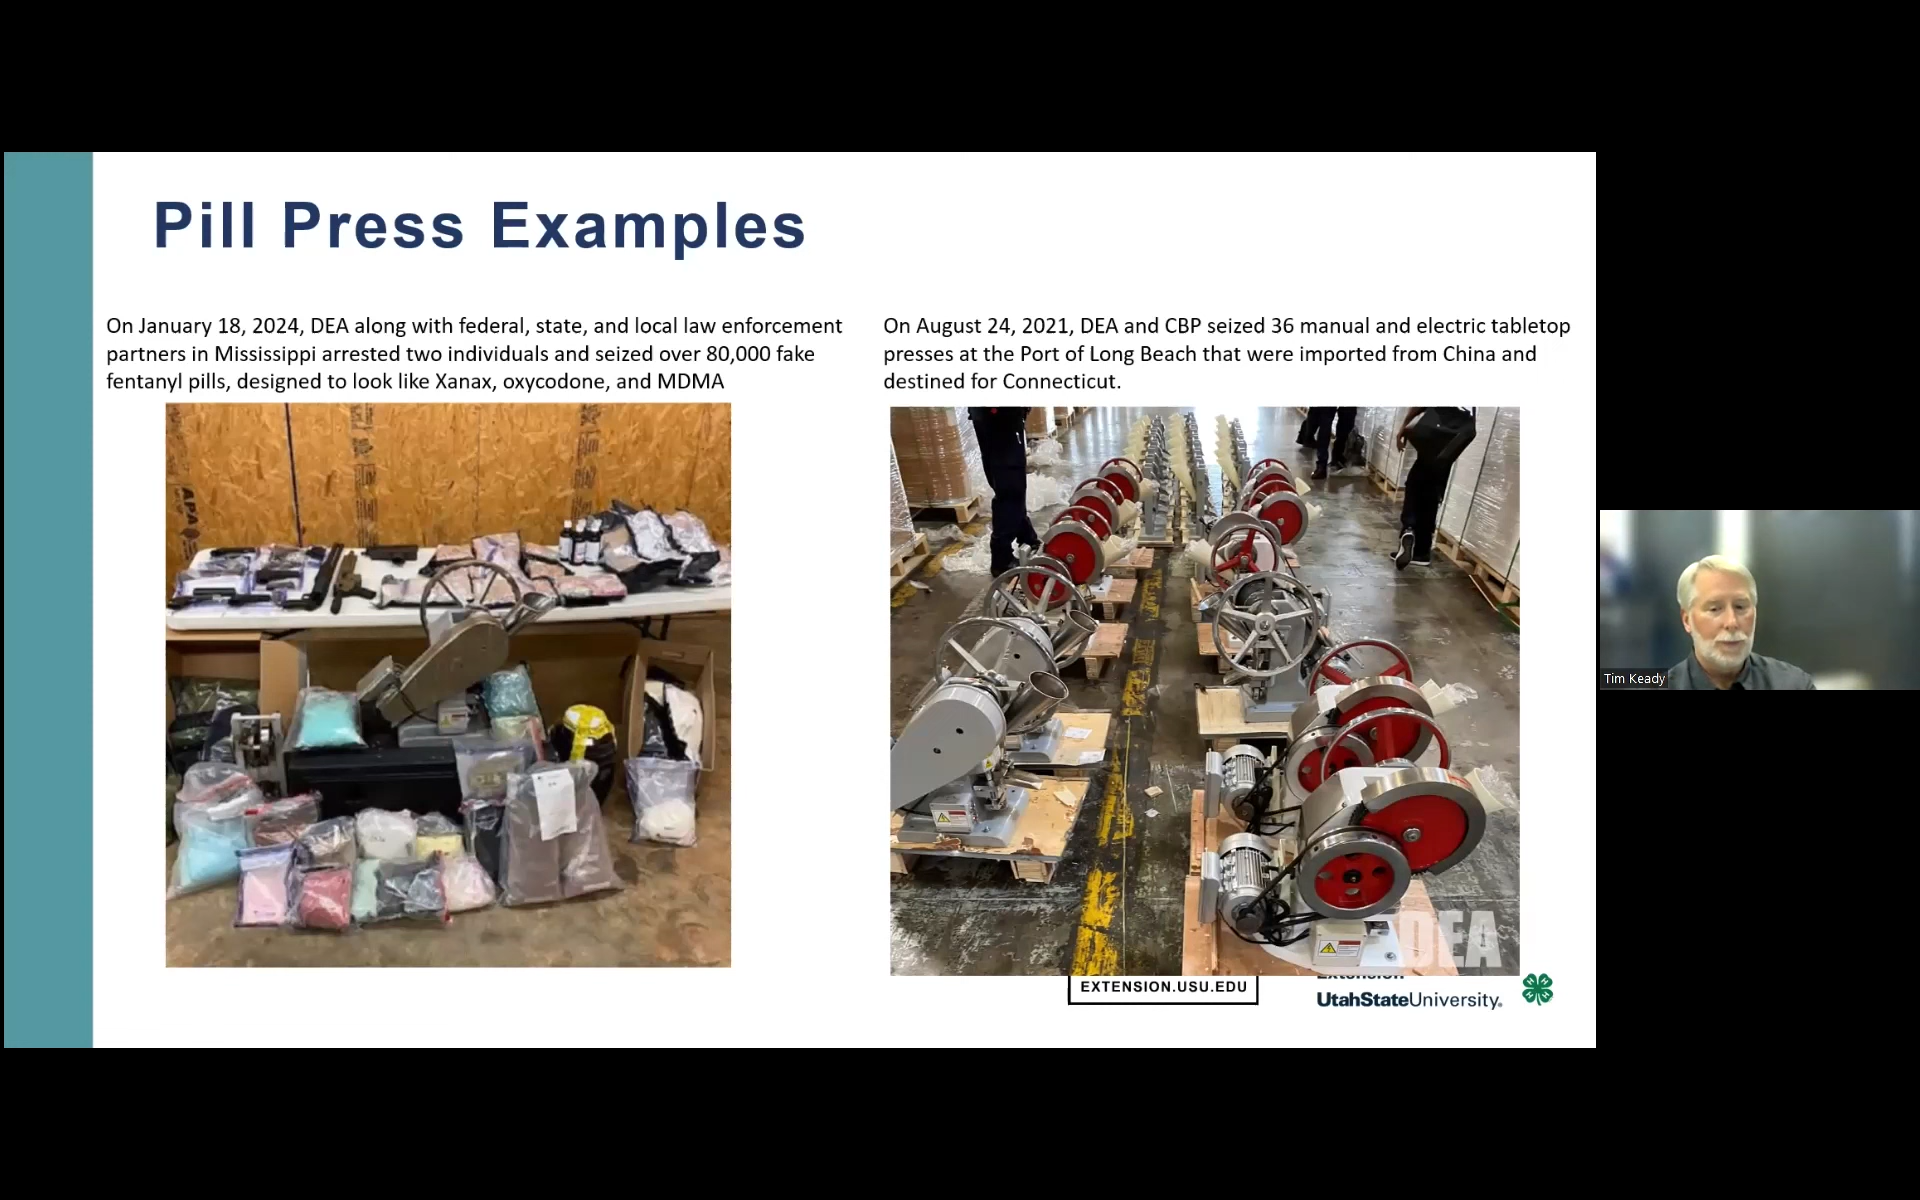 Pill Press Examples
On January 18, 2024, DEA along with federal, state, and local law enforcement
partners in Mississippi arrested two individuals and seized over 80,000 fake
fentanyl pills, designed to look like Xanax, oxycodone, and MDMA
On August 24, 2021, DEA and CBP seized 36 manual and electric tabletop
presses at the Port of Long Beach that were imported from China and
destined for Connecticut.
APA
DEA
EXTENSION.USU.EDU
Extension
UtahStateUniversity®
Tim Keady